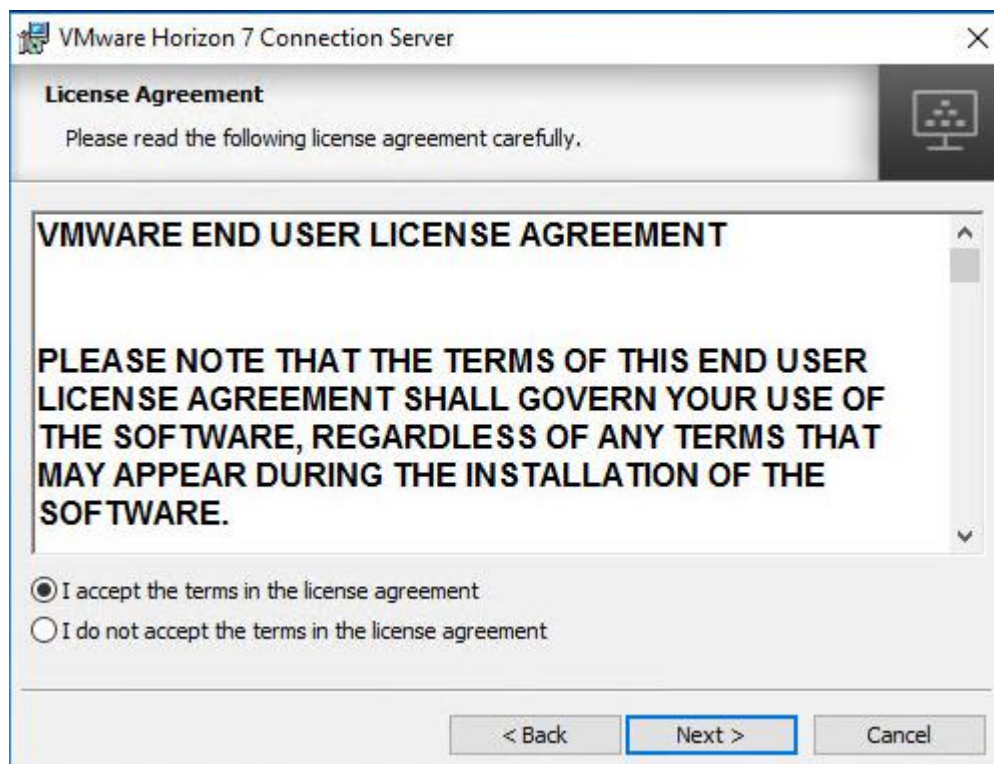 VMware Horizon 7 Connection Server
License Agreement
Please read the following license agreement carefully.
VMWARE END USER LICENSE AGREEMENT
PLEASE NOTE THAT THE TERMS OF THIS END USER
LICENSE AGREEMENT SHALL GOVERN YOUR USE OF
THE SOFTWARE, REGARDLESS OF ANY TERMS THAT
MAY APPEAR DURING THE INSTALLATION OF THE
SOFTWARE.
I accept the terms in the license agreement
I do not accept the terms in the license agreement
< Back Next > Cancel